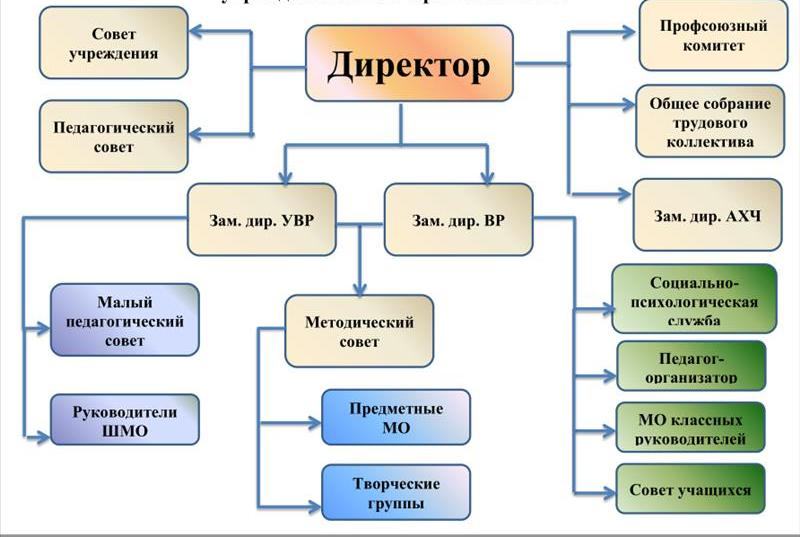 Совет
учреждения
Директор
Профсоюзный
комитет
Педагогический
совет
Общее собрание
трудового
коллектива
Зам. дир. УВР
Зам. дир. ВР
Зам. дир. АХЧ
Малый
педагогический
совет
Методический
совет
Социально-
психологическая
служба
Педагог-
организатор
Руководители
ШМО
Предметные
МО
МО классных
руководителей
Творческие
группы
Совет учащихся